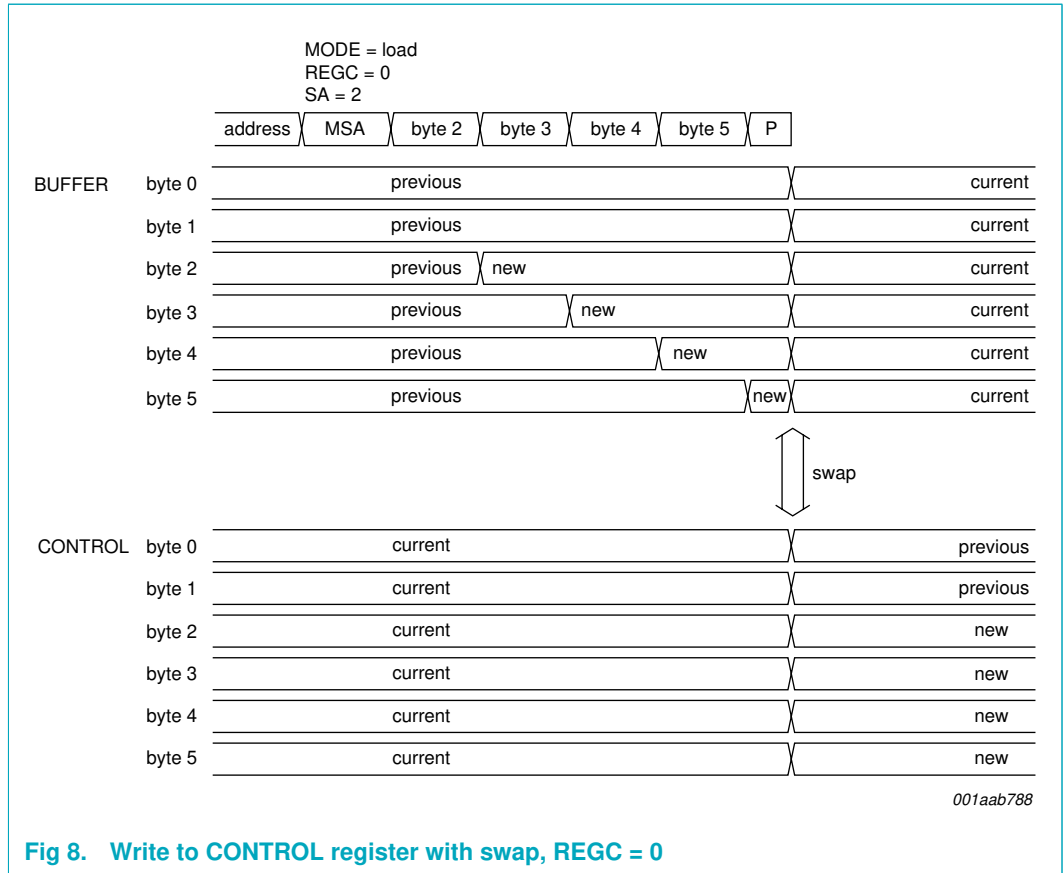 MODE = load
REGC = 0
SA = 2
address MSA byte 2 byte 3 byte 4 byte 5 P
BUFFER byte 0 previous current
byte 1 previous current
byte 2 previous new current
byte 3 previous new current
byte 4 previous new current
byte 5 previous new current
swap
CONTROL byte 0 current previous
byte 1 current previous
byte 2 current new
byte 3 current new
byte 4 current new
byte 5 current new
001aab788
Fig 8. Write to CONTROL register with swap, REGC = 0